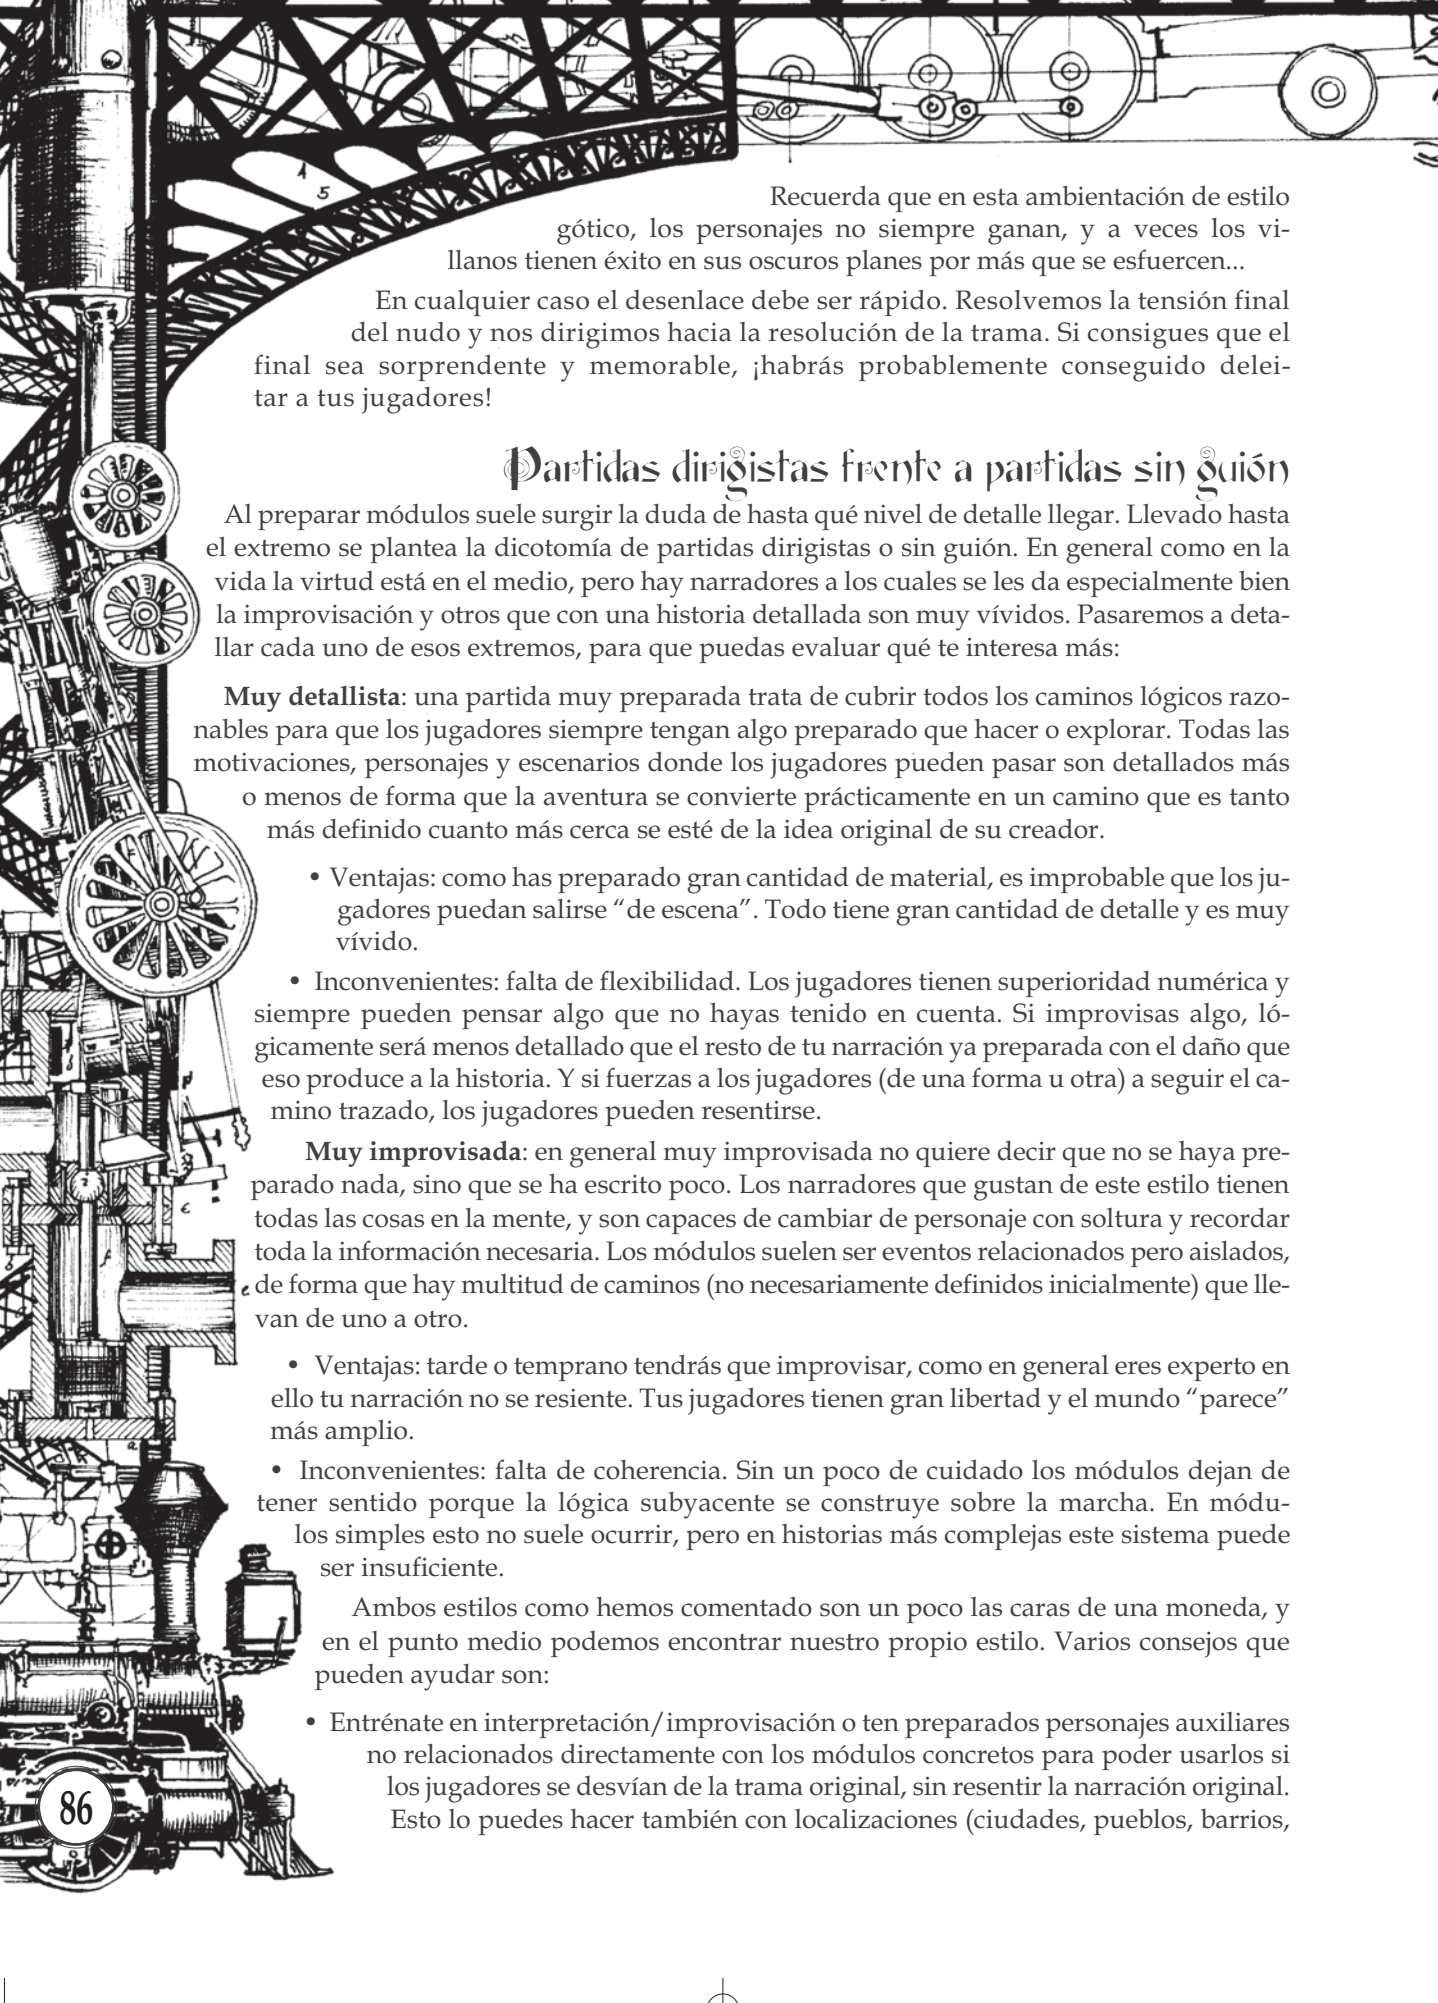 Recuerda que en esta ambientación de estilo
gótico, los personajes no siempre ganan, y a veces los vi-
llanos tienen éxito en sus oscuros planes por más que se esfuercen...
En cualquier caso el desenlace debe ser rápido. Resolvemos la tensión final
del nudo y nos dirigimos hacia la resolución de la trama. Si consigues que el
final sea sorprendente y memorable, ¡habrás probablemente conseguido delei-
tar a tus jugadores!
Partidas dirigistas frente a partidas sin guión
Al preparar módulos suele surgir la duda de hasta qué nivel de detalle llegar. Llevado hasta
el extremo se plantea la dicotomía de partidas dirigistas o sin guión. En general como en la
vida la virtud está en el medio, pero hay narradores a los cuales se les da especialmente bien
la improvisación y otros que con una historia detallada son muy vívidos. Pasaremos a deta-
llar cada uno de esos extremos, para que puedas evaluar qué te interesa más:
Muy detallista: una partida muy preparada trata de cubrir todos los caminos lógicos razo-
nables para que los jugadores siempre tengan algo preparado que hacer o explorar. Todas las
motivaciones, personajes y escenarios donde los jugadores pueden pasar son detallados más
o menos de forma que la aventura se convierte prácticamente en un camino que es tanto
más definido cuanto más cerca se esté de la idea original de su creador.
• Ventajas: como has preparado gran cantidad de material, es improbable que los ju-
gadores puedan salirse “de escena”. Todo tiene gran cantidad de detalle y es muy
vívido.
• Inconvenientes: falta de flexibilidad. Los jugadores tienen superioridad numérica y
siempre pueden pensar algo que no hayas tenido en cuenta. Si improvisas algo, ló-
gicamente será menos detallado que el resto de tu narración ya preparada con el daño que
eso produce a la historia. Y si fuerzas a los jugadores (de una forma u otra) a seguir el ca-
mino trazado, los jugadores pueden resentirse.
Muy improvisada: en general muy improvisada no quiere decir que no se haya pre-
parado nada, sino que se ha escrito poco. Los narradores que gustan de este estilo tienen
todas las cosas en la mente, y son capaces de cambiar de personaje con soltura y recordar
toda la información necesaria. Los módulos suelen ser eventos relacionados pero aislados,
de forma que hay multitud de caminos (no necesariamente definidos inicialmente) que lle-
van de uno a otro.
• Ventajas: tarde o temprano tendrás que improvisar, como en general eres experto en
ello tu narración no se resiente. Tus jugadores tienen gran libertad y el mundo “parece”
más amplio.
• Inconvenientes: falta de coherencia. Sin un poco de cuidado los módulos dejan de
tener sentido porque la lógica subyacente se construye sobre la marcha. En módu-
los simples esto no suele ocurrir, pero en historias más complejas este sistema puede
ser insuficiente.
Ambos estilos como hemos comentado son un poco las caras de una moneda, y
en el punto medio podemos encontrar nuestro propio estilo. Varios consejos que
pueden ayudar son:
• Entrénate en interpretación/improvisación o ten preparados personajes auxiliares
no relacionados directamente con los módulos concretos para poder usarlos si
los jugadores se desvían de la trama original, sin resentir la narración original.
Esto lo puedes hacer también con localizaciones (ciudades, pueblos, barrios,
86